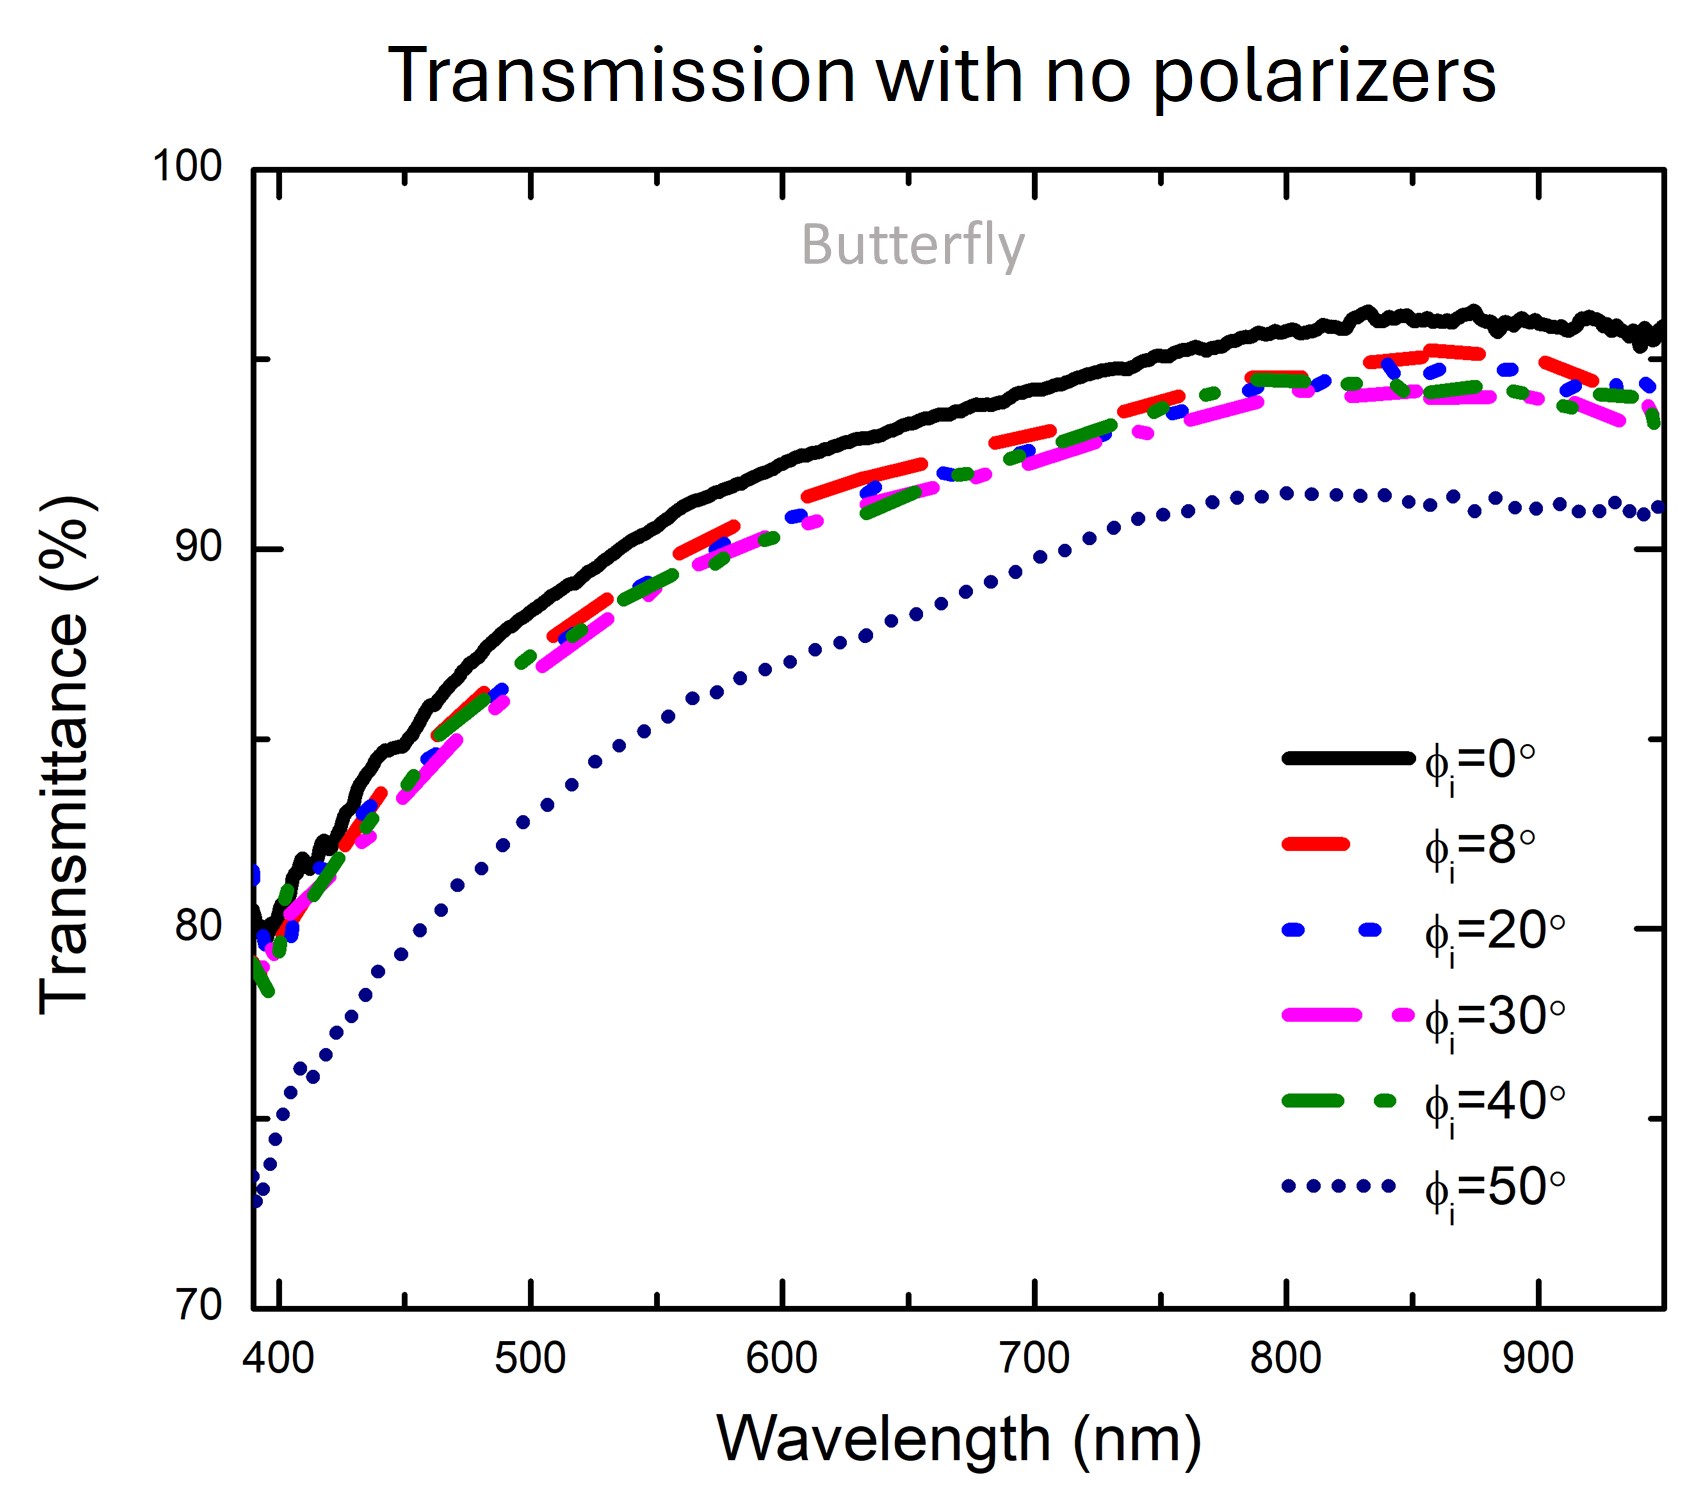 Transmission with no polarizers
Butterfly
Transmittance (%)
100
90
80
70
ϕi=0°
ϕi=8°
ϕi=20°
ϕi=30°
ϕi=40°
ϕi=50°
400 500 600 700 800 900
Wavelength (nm)